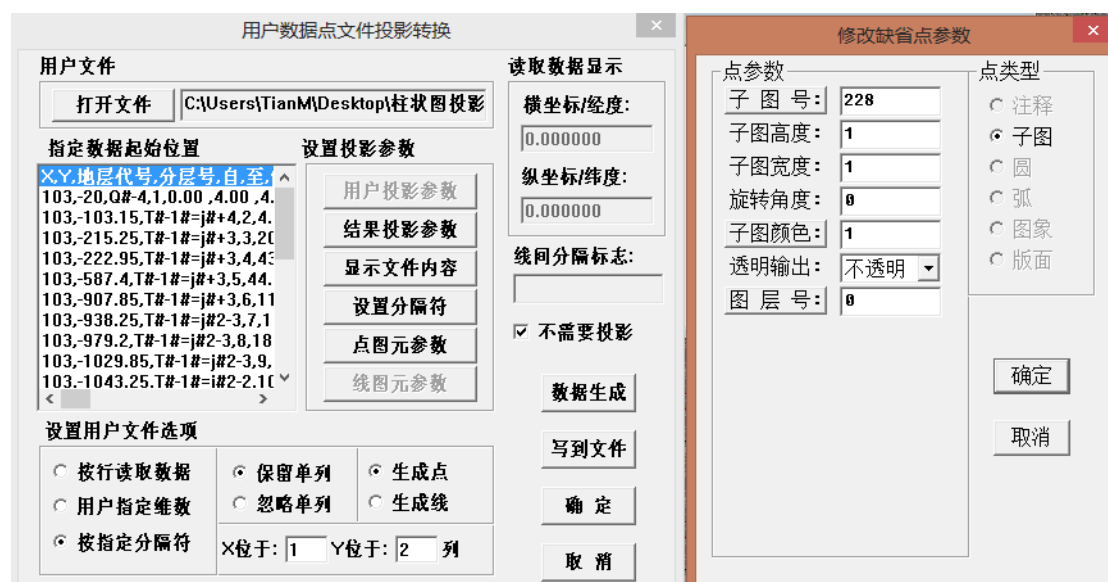 用户数据点文件投影转换
用户文件
打开文件 C:\Users\TianM\Desktop\柱状图投影
指定数据起始位置
X,Y,地层代号,分层号,自,至,
103,-20,Q#-4,1,0.00 ,4.00 ,4.
103,-103.15,T#-1#=j#+4,2,4.
103,-215.25,T#-1#=j#+3,3,20
103,-222.95,T#-1#=j#+3,4,43
103,-587.4,T#-1#=j#+3,5,44.
103,-907.85,T#-1#=j#+3,6,11
103,-938.25,T#-1#=j#2-3,7,1
103,-979.2,T#-1#=j#2-3,8,18
103,-1029.85,T#-1#=j#2-3,9,
103,-1043.25,T#-1#=j#2-2,10
设置投影参数
用户投影参数
结果投影参数
显示文件内容
设置分隔符
点图元参数
线图元参数
设置用户文件选项
按行读取数据 保留单列 生成点
用户指定维数 忽略单列 生成线
按指定分隔符 X位于: 1 Y位于: 2 列
读取数据显示
横坐标/经度:
0.000000
纵坐标/纬度:
0.000000
线间分隔标志:
不需要投影
数据生成
写到文件
确 定
取 消
修改缺省点参数
点参数
子 图 号: 228
子图高度: 1
子图宽度: 1
旋转角度: 0
子图颜色: 1
透明输出: 不透明
图 层 号: 0
点类型
注释
子图
圆
弧
图象
版面
确定
取消